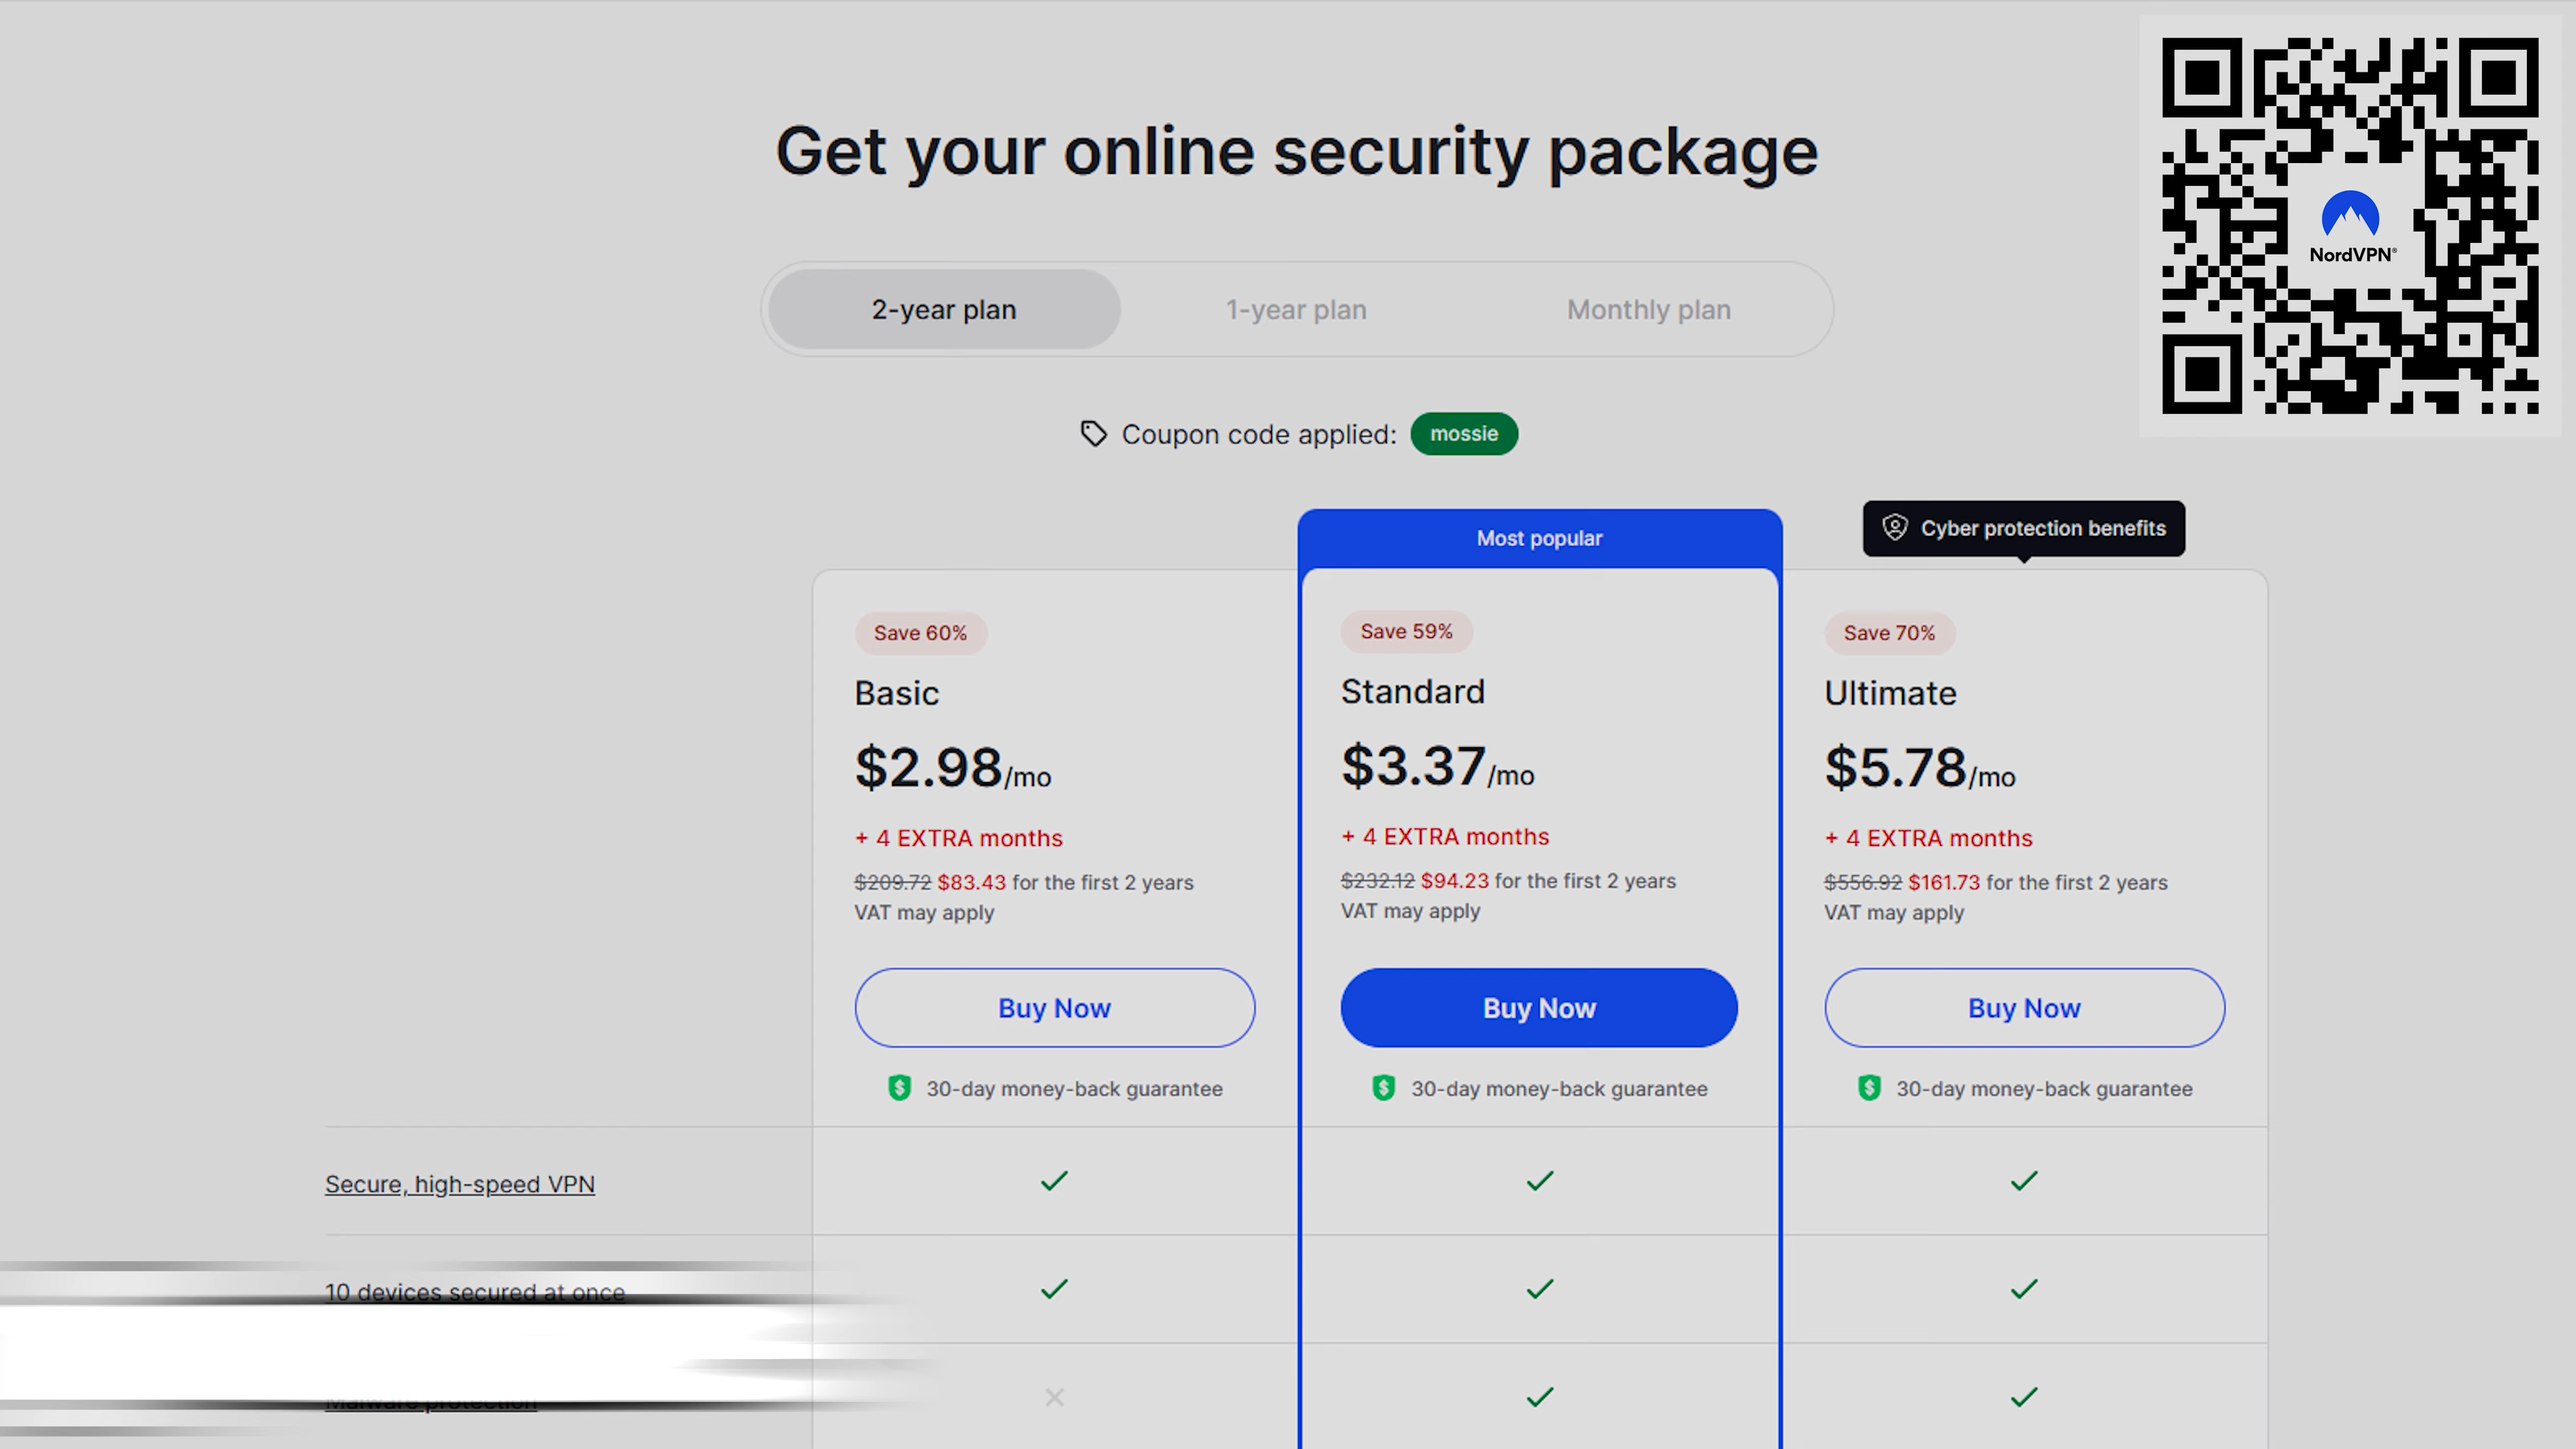 Get your online security package
2-year plan
1-year plan
Monthly plan
NordVPN®
Coupon code applied: mossie
Most popular
Cyber protection benefits
Save 60%
Basic
$2.98/mo
+ 4 EXTRA months
$209.72 $83.43 for the first 2 years
VAT may apply
Buy Now
30-day money-back guarantee
Save 59%
Standard
$3.37/mo
+ 4 EXTRA months
$232.12 $94.23 for the first 2 years
VAT may apply
Buy Now
30-day money-back guarantee
Save 70%
Ultimate
$5.78/mo
+ 4 EXTRA months
$556.92 $161.73 for the first 2 years
VAT may apply
Buy Now
30-day money-back guarantee
Secure, high-speed VPN
10 devices secured at once
Malware protection